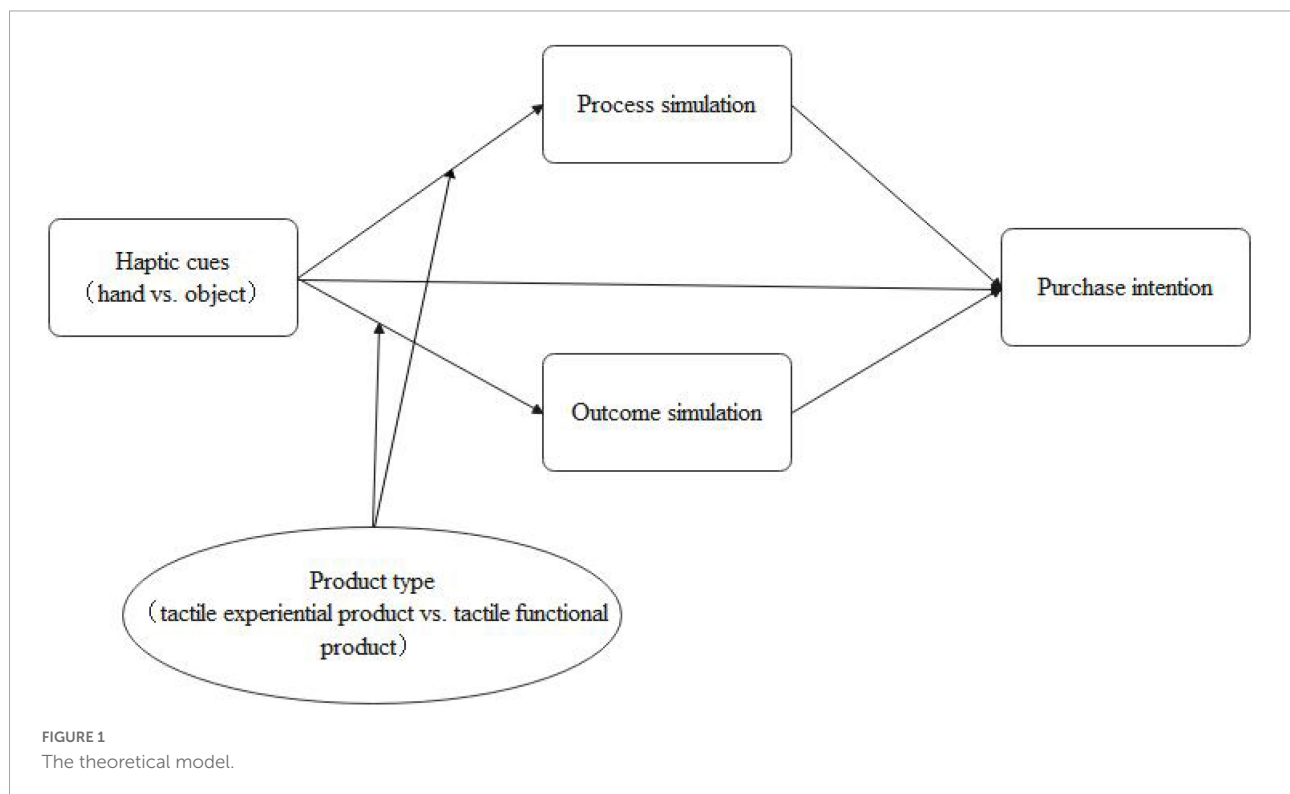 Process simulation
Haptic cues
（hand vs. object）
Purchase intention
Outcome simulation
Product type
（tactile experiential product vs. tactile functional
product）
FIGURE 1
The theoretical model.